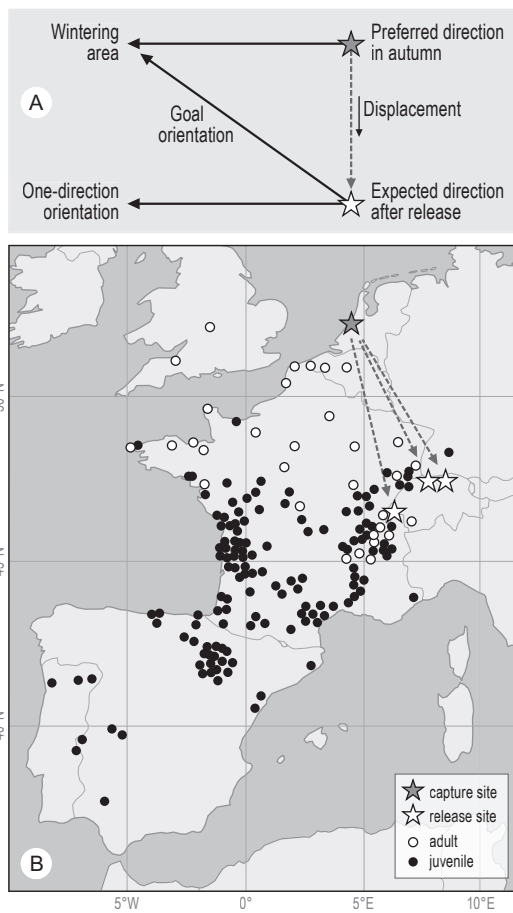 Wintering
area
Preferred direction
in autumn
A
Displacement
Goal
orientation
One-direction
orientation
Expected direction
after release
capture site
release site
adult
juvenile
B
5°W
0°
5°E
10°E